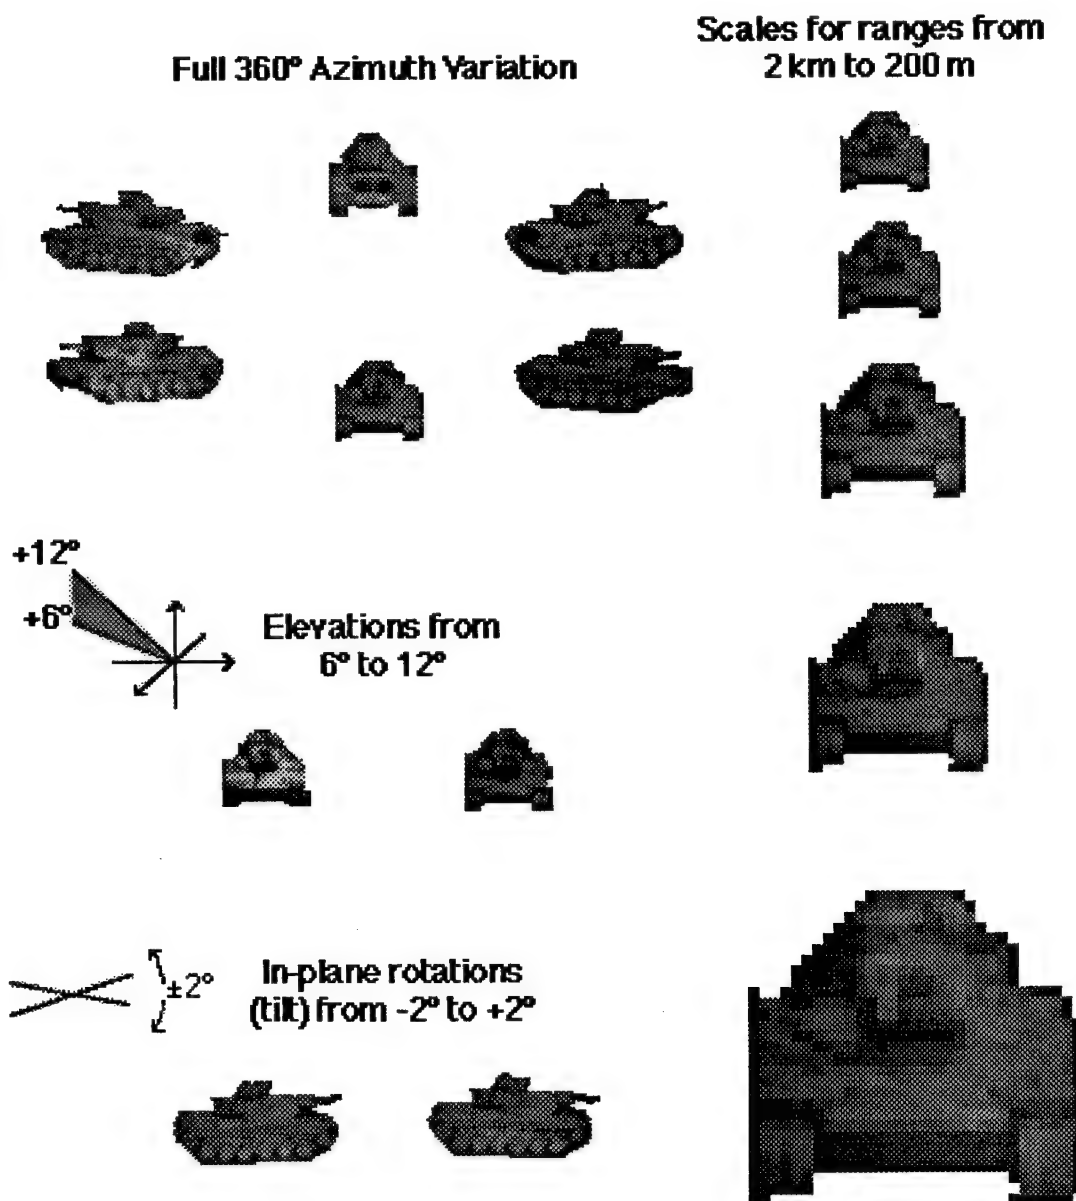 Full 360° Azimuth Variation
Scales for ranges from
2 km to 200 m
+12°
+6°
Elevations from
6° to 12°
±2°
In-plane rotations
(tilt) from -2° to +2°